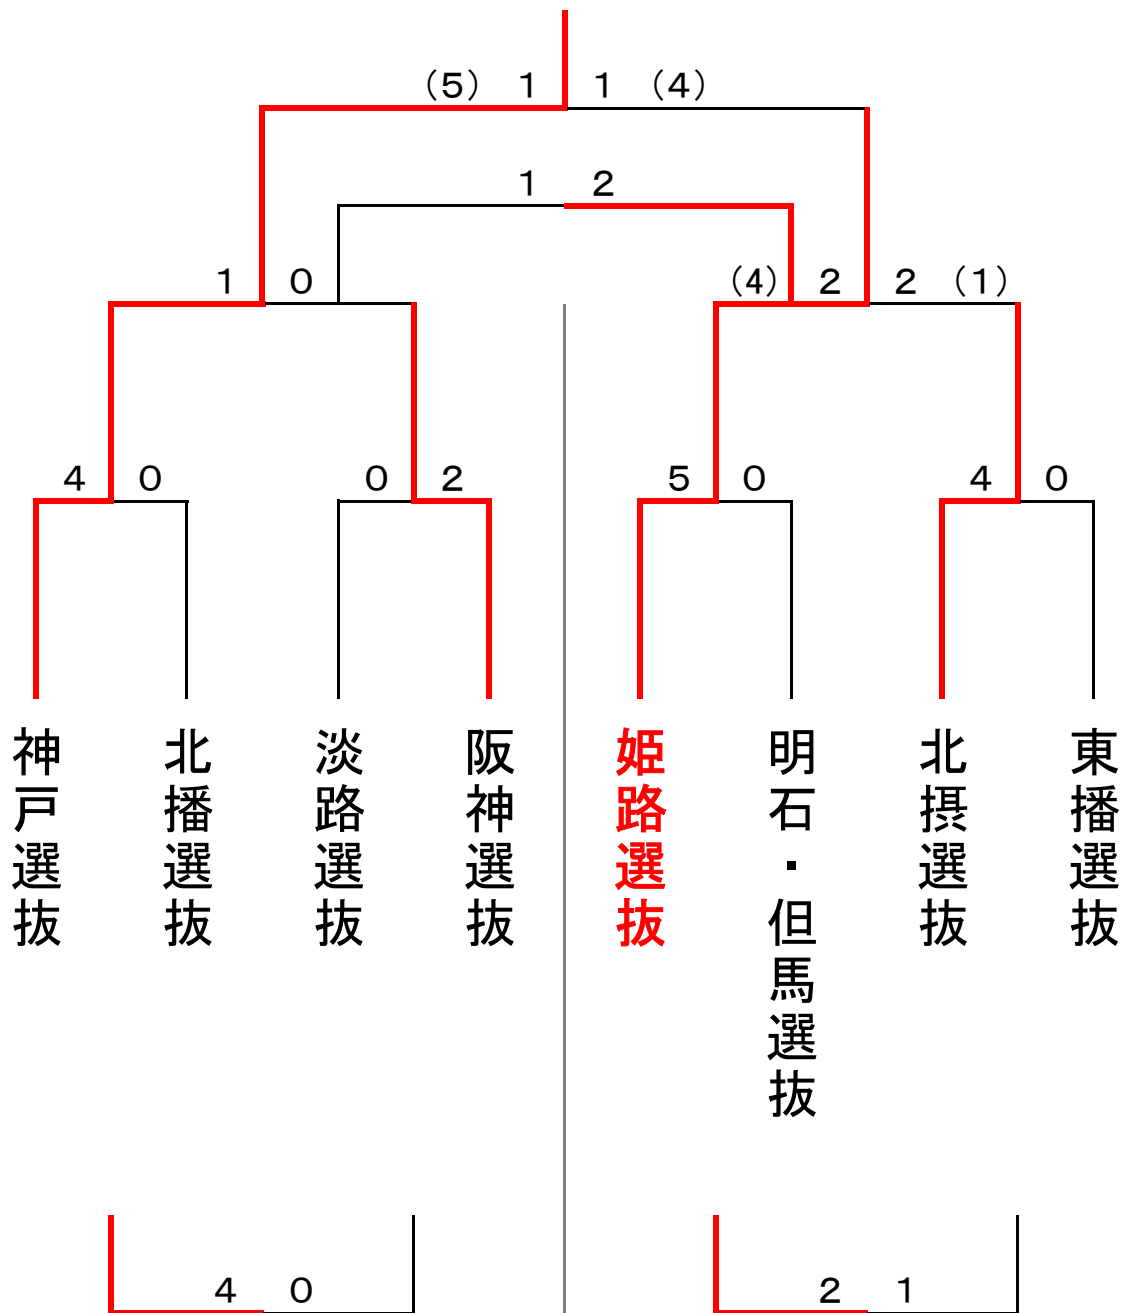 （５） １ １ （４）
１ ２
１ ０ （４） ２ ２ （１）
４ ０ ０ ２ ５ ０ ４ ０
神戸選抜
北播選抜
淡路選抜
阪神選抜
姫路選抜
明石・但馬選抜
北摂選抜
東播選抜
４ ０ ２ １